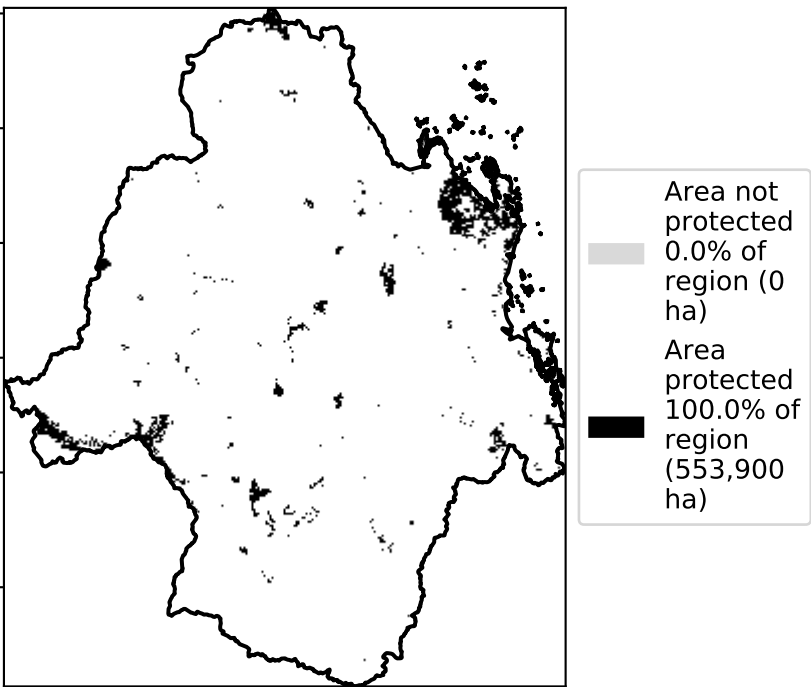 Area not
protected
0.0% of
region (0
ha)
Area
protected
100.0% of
region
(553,900
ha)